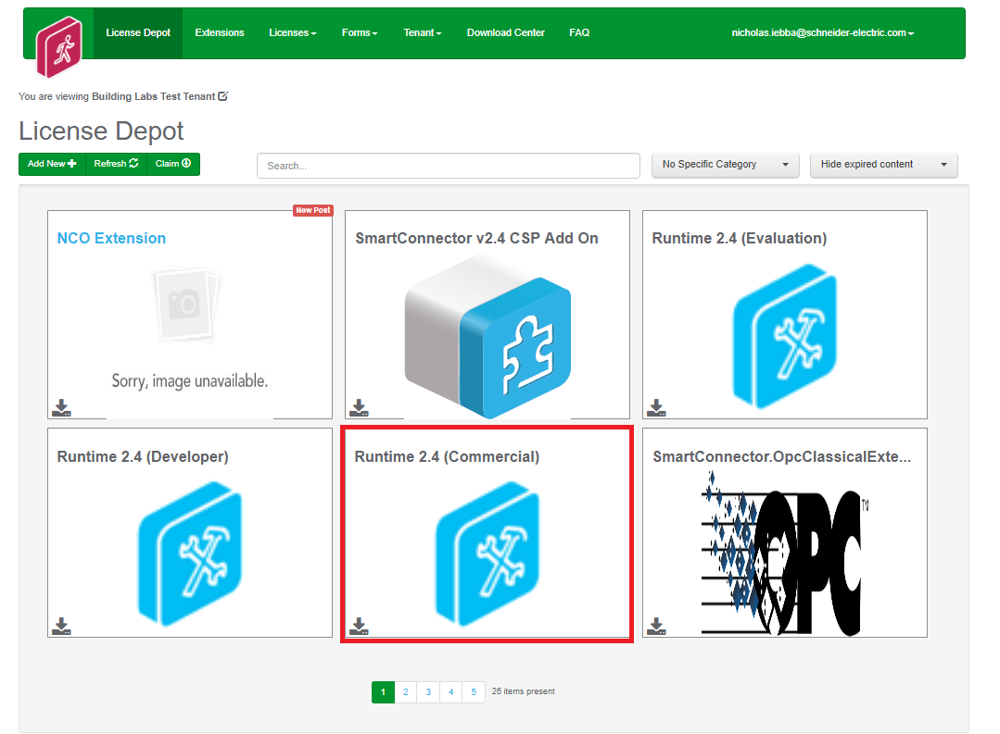 License Depot Extensions Licenses Forms Tenant Download Center FAQ nicholas.iebba@schneider-electric.com
You are viewing Building Labs Test Tenant
License Depot
Add New Refresh Claim Search... No Specific Category Hide expired content
New Post
NCO Extension
Sorry, image unavailable.
SmartConnector v2.4 CSP Add On
Runtime 2.4 (Evaluation)
Runtime 2.4 (Developer)
Runtime 2.4 (Commercial)
SmartConnector.OpcClassicalExte...
OPC TM
1 2 3 4 5 26 items present